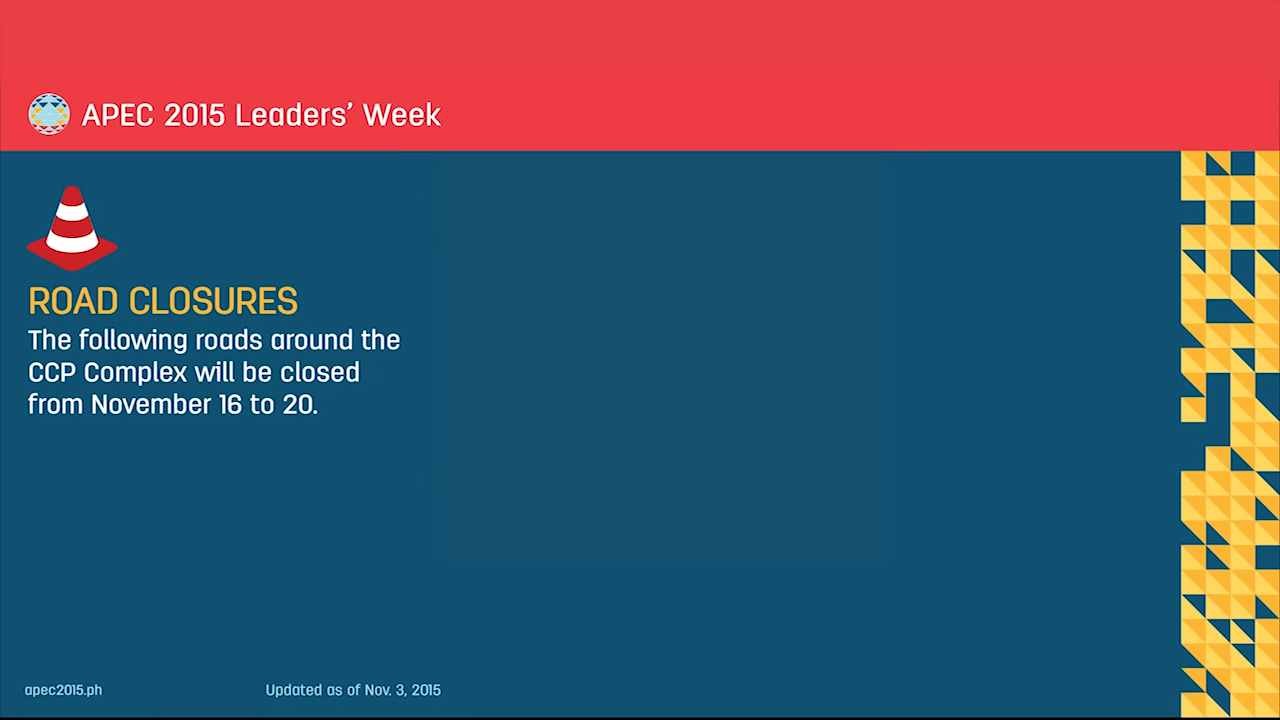 APEC 2015 Leaders’ Week
ROAD CLOSURES
The following roads around the
CCP Complex will be closed
from November 16 to 20.
apec2015.ph
Updated as of Nov. 3, 2015